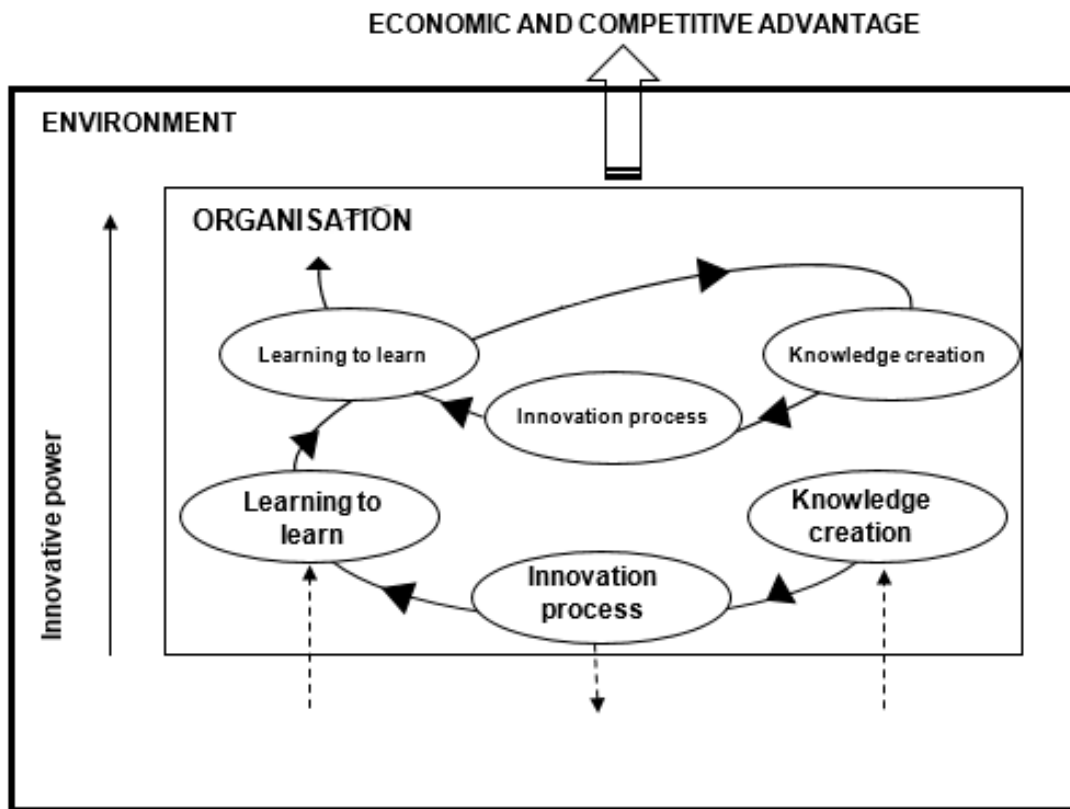 ECONOMIC AND COMPETITIVE ADVANTAGE
ENVIRONMENT
ORGANISATION
Learning to learn
Knowledge creation
Innovation process
Innovative power
Learning to
learn
Knowledge
creation
Innovation
process